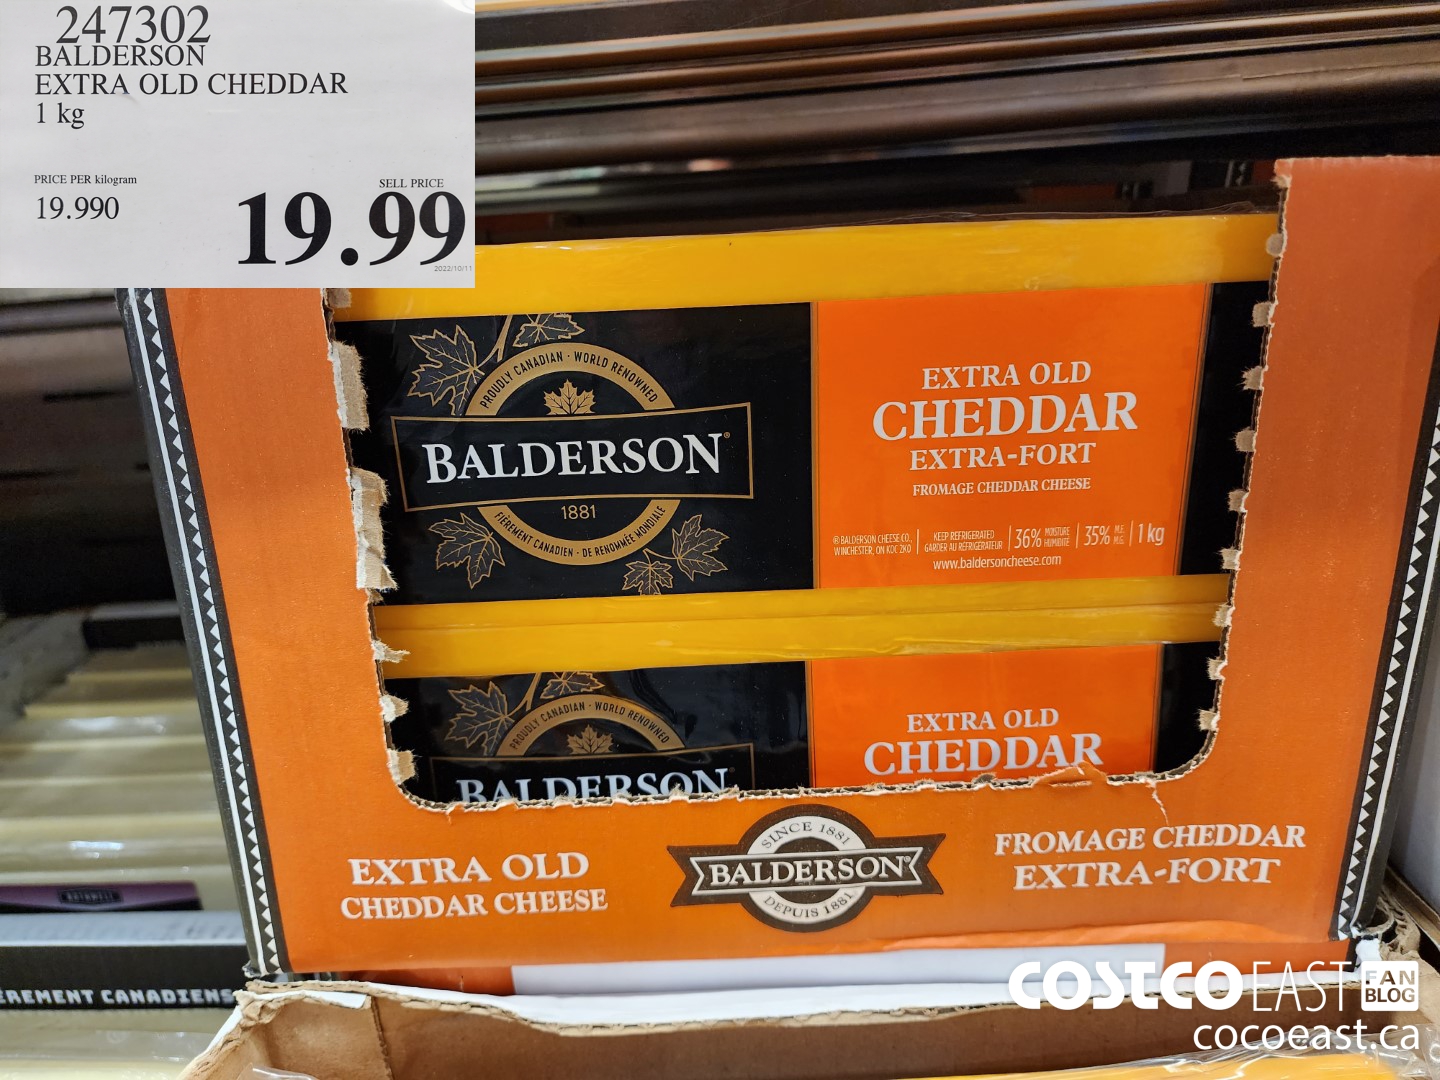 247302
BALDERSON
EXTRA OLD CHEDDAR
1 kg
PRICE PER kilogram
19.990
SELL PRICE
19.99
2022/10/11
PROUDLY CANADIAN · WORLD RENOWNED
BALDERSON®
1881
FIÈREMENT CANADIEN · DE RENOMMÉE MONDIALE
EXTRA OLD
CHEDDAR
EXTRA-FORT
FROMAGE CHEDDAR CHEESE
® BALDERSON CHEESE CO.,
WINCHESTER, ON K0C 2K0
KEEP REFRIGERATED
GARDER AU RÉFRIGÉRATEUR
36% MOISTURE HUMIDITÉ
35% M.F. M.G.
1 kg
www.baldersoncheese.com
PROUDLY CANADIAN · WORLD RENOWNED
BALDERSON
EXTRA OLD
CHEDDAR
EXTRA OLD
CHEDDAR CHEESE
SINCE 1881
BALDERSON
DEPUIS 1881
FROMAGE CHEDDAR
EXTRA-FORT
EREMENT CANADIENS
COSTCO EAST FAN BLOG
cocoeast.ca